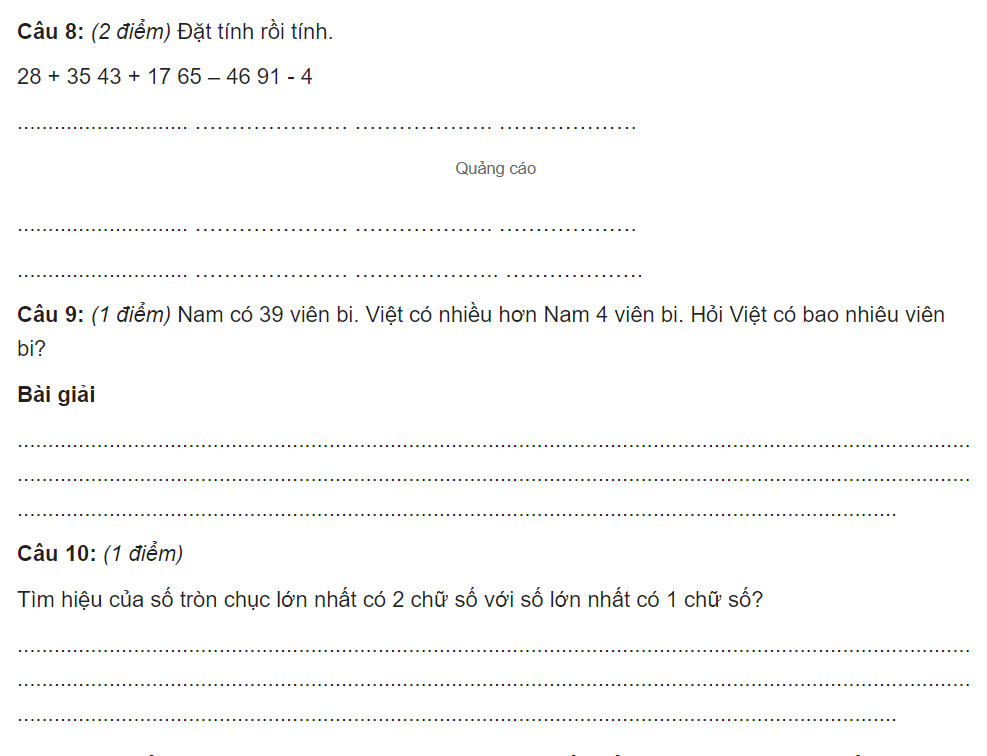 Câu 8: (2 điểm) Đặt tính rồi tính.
28 + 35 43 + 17 65 – 46 91 - 4
............................ ………………… ………………. ……………….
Quảng cáo
............................ ………………… ………………. ……………….
............................ ………………… ……………….. ……………….
Câu 9: (1 điểm) Nam có 39 viên bi. Việt có nhiều hơn Nam 4 viên bi. Hỏi Việt có bao nhiêu viên
bi?
Bài giải
............................................................................................................................................................
............................................................................................................................................................
................................................................................................................................................
Câu 10: (1 điểm)
Tìm hiệu của số tròn chục lớn nhất có 2 chữ số với số lớn nhất có 1 chữ số?
............................................................................................................................................................
............................................................................................................................................................
................................................................................................................................................